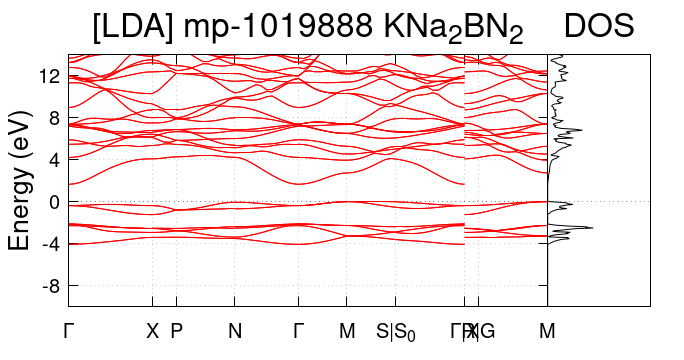 [LDA] mp-1019888 KNa₂BN₂ DOS
Energy (eV)
12
8
4
0
-4
-8
Γ X P N Γ M S|S₀ Γ|X R|G M